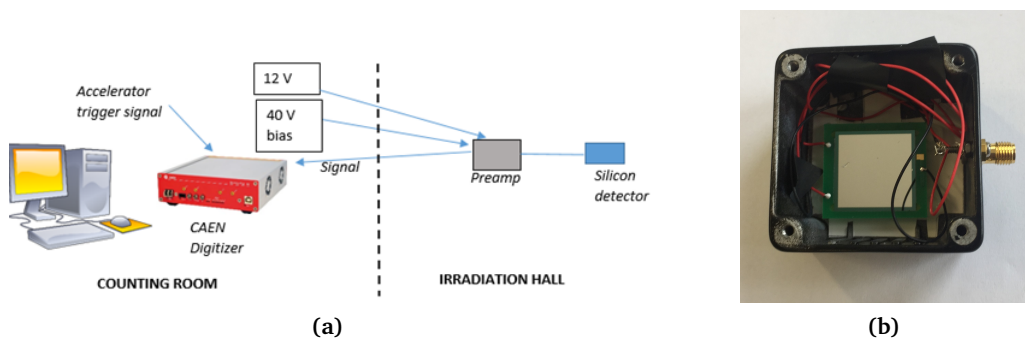 12 V
Accelerator
trigger signal
40 V
bias
Signal
Preamp
Silicon
detector
CAEN
Digitizer
COUNTING ROOM
IRRADIATION HALL
(a)
(b)